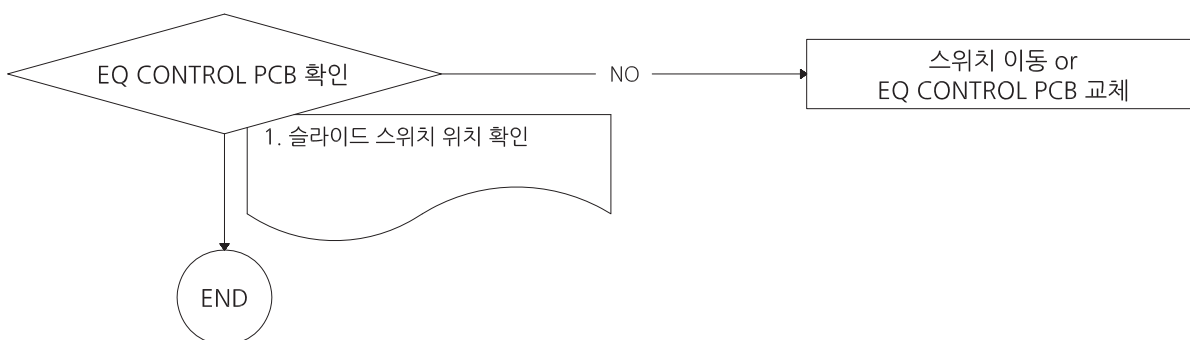 EQ CONTROL PCB 확인
NO
스위치 이동 or
EQ CONTROL PCB 교체
1. 슬라이드 스위치 위치 확인
END